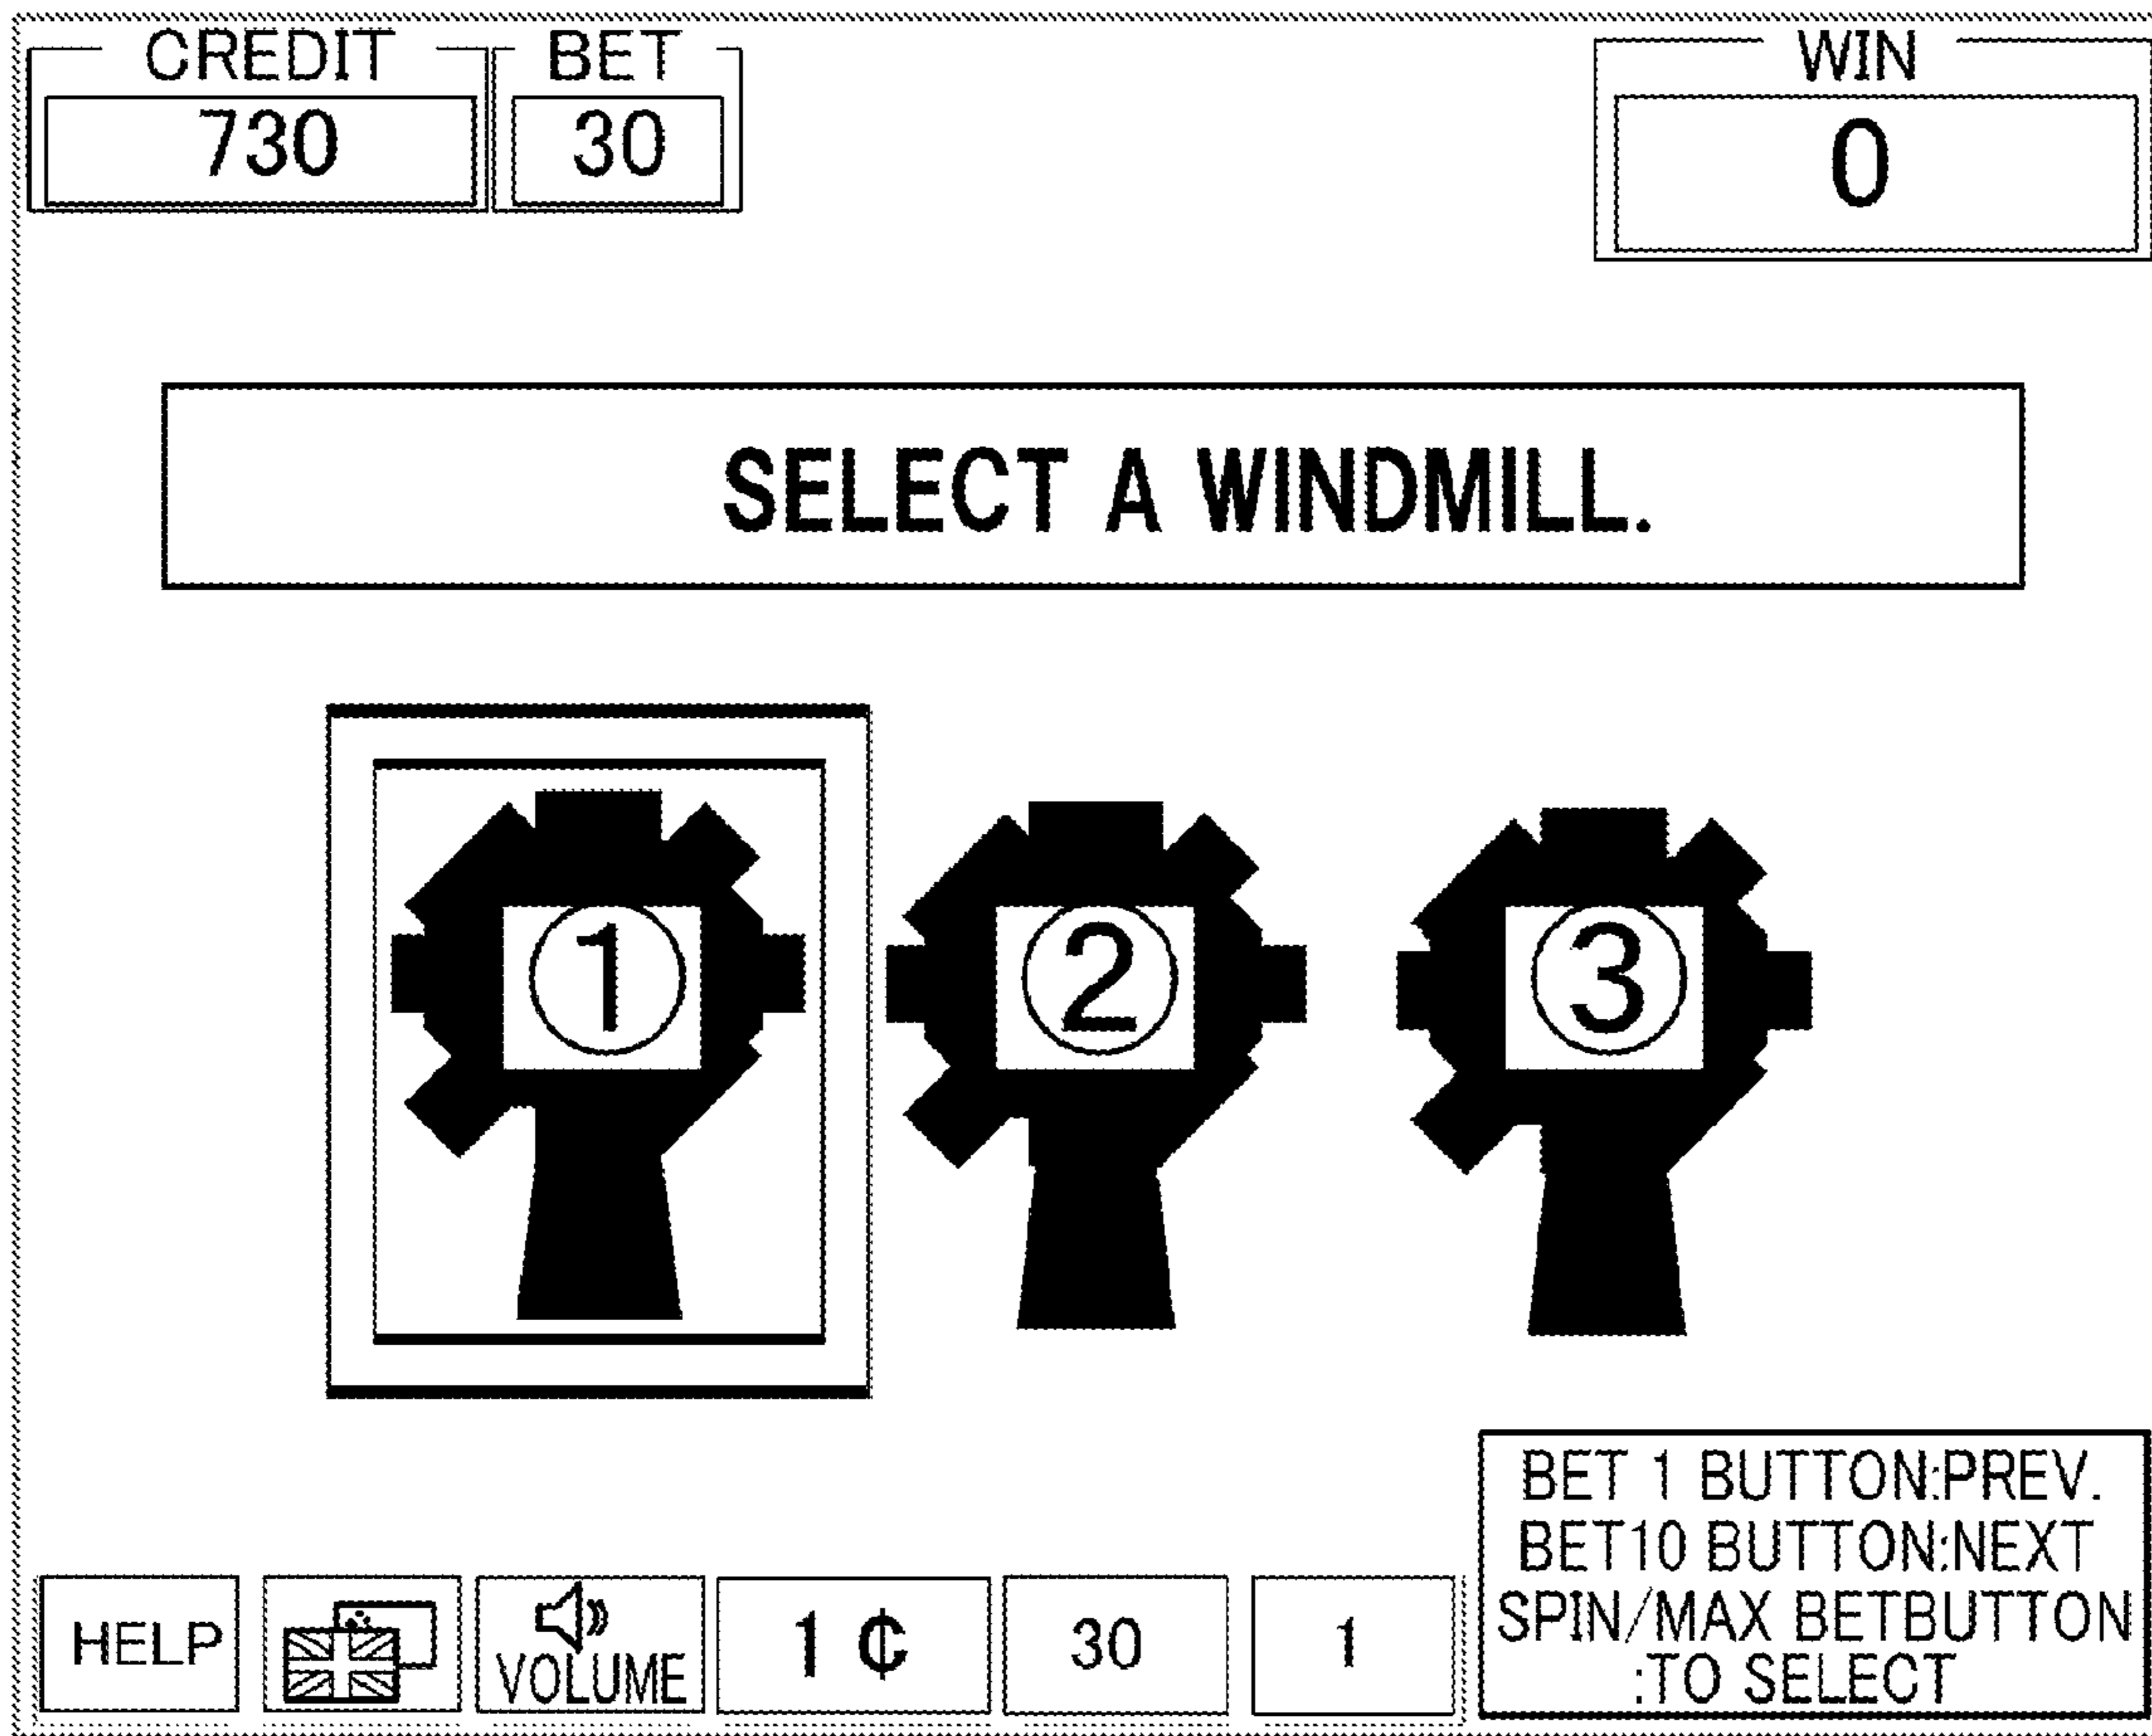 CREDIT
BET
WIN
730
30
0
SELECT A WINDMILL.
1
2
3
BET 1 BUTTON:PREV.
BET10 BUTTON:NEXT
SPIN/MAX BETBUTTON
:TO SELECT
HELP
VOLUME
1 ¢
30
1